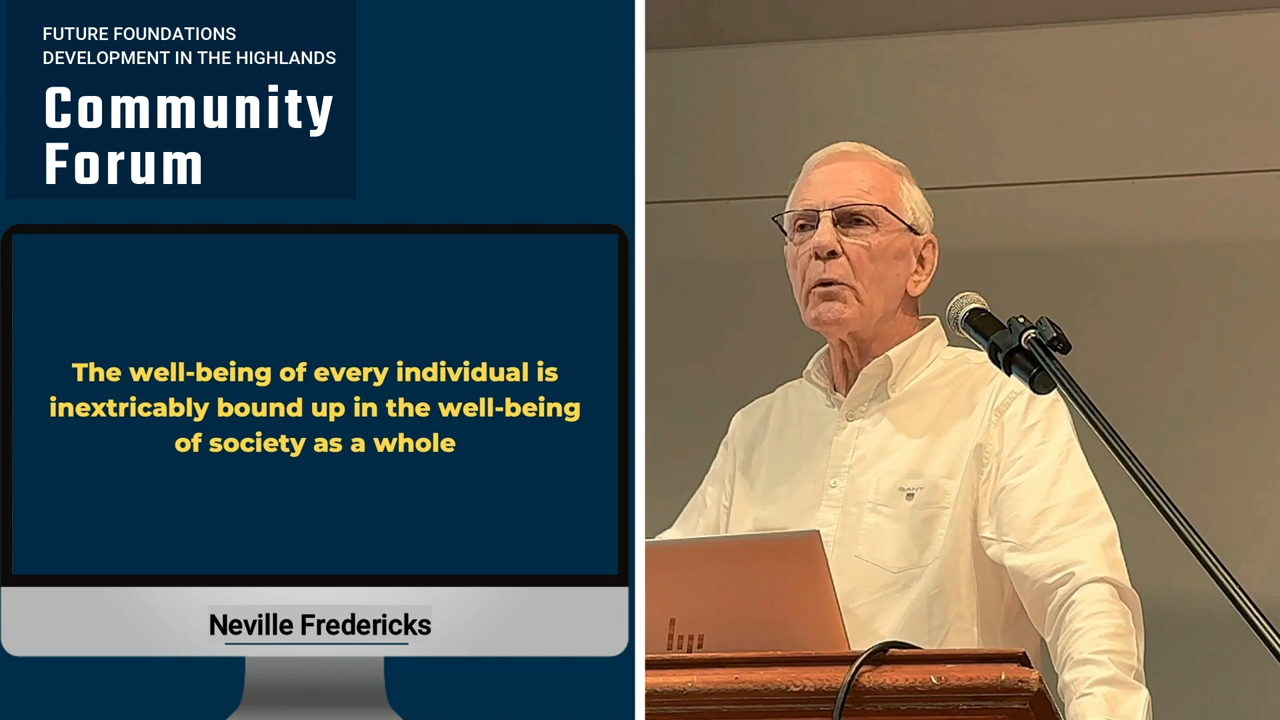 FUTURE FOUNDATIONS
DEVELOPMENT IN THE HIGHLANDS
Community
Forum
The well-being of every individual is
inextricably bound up in the well-being
of society as a whole
Neville Fredericks
GANT
hp